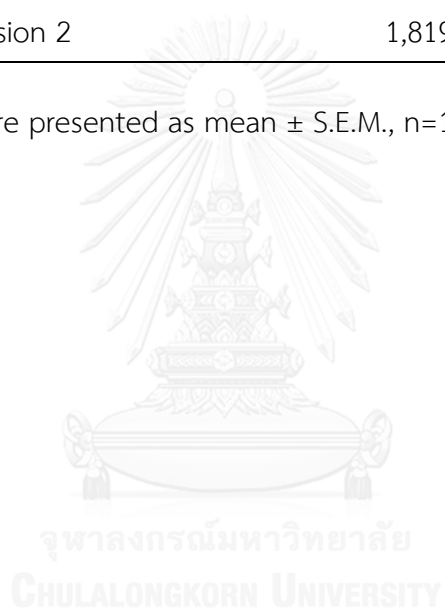 sion 2 1,819
re presented as mean ± S.E.M., n=1
จุฬาลงกรณ์มหาวิทยาลัย
CHULALONGKORN UNIVERSITY